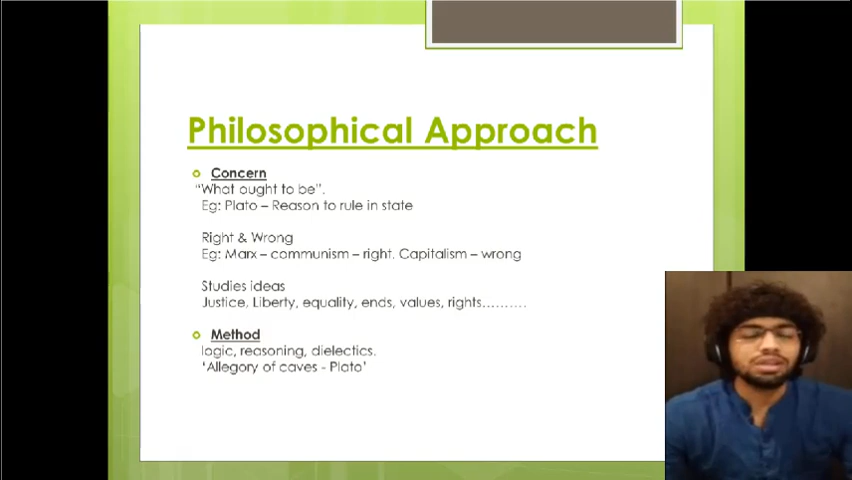 Philosophical Approach
Concern
“What ought to be”.
Eg: Plato – Reason to rule in state
Right & Wrong
Eg: Marx – communism – right. Capitalism – wrong
Studies ideas
Justice, Liberty, equality, ends, values, rights.........
Method
logic, reasoning, dielectics.
‘Allegory of caves - Plato’